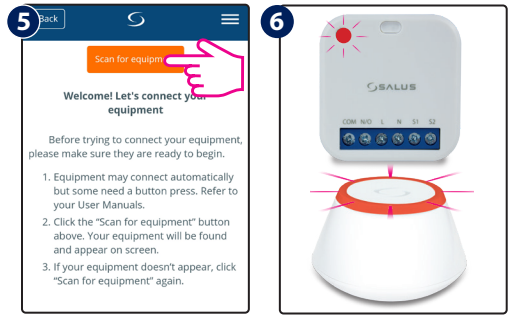 5
Back
Scan for equipm
Welcome! Let's connect your
equipment
Before trying to connect your equipment,
please make sure they are ready to begin.
1. Equipment may connect automatically
but some need a button press. Refer to
your User Manuals.
2. Click the "Scan for equipment" button
above. Your equipment will be found
and appear on screen.
3. If your equipment doesn't appear, click
"Scan for equipment" again.
6
SALUS
COM N/O L N S1 S2